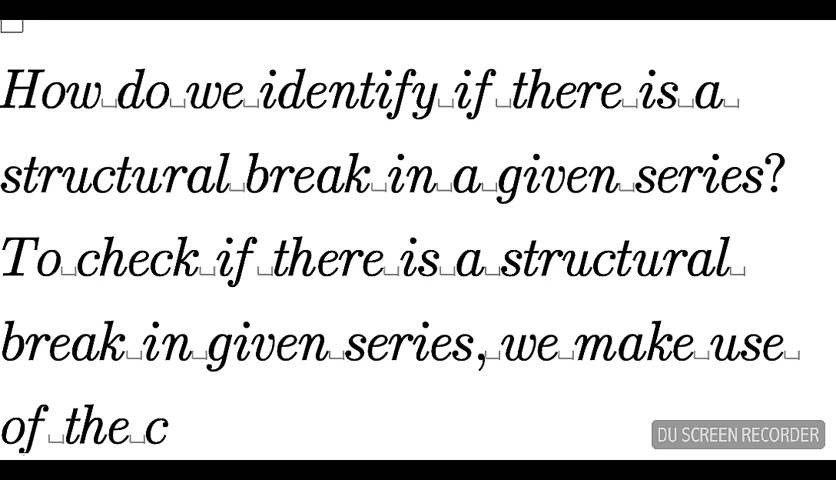 How do we identify if there is a
structural break in a given series?
To check if there is a structural
break in given series, we make use
of the c
DU SCREEN RECORDER